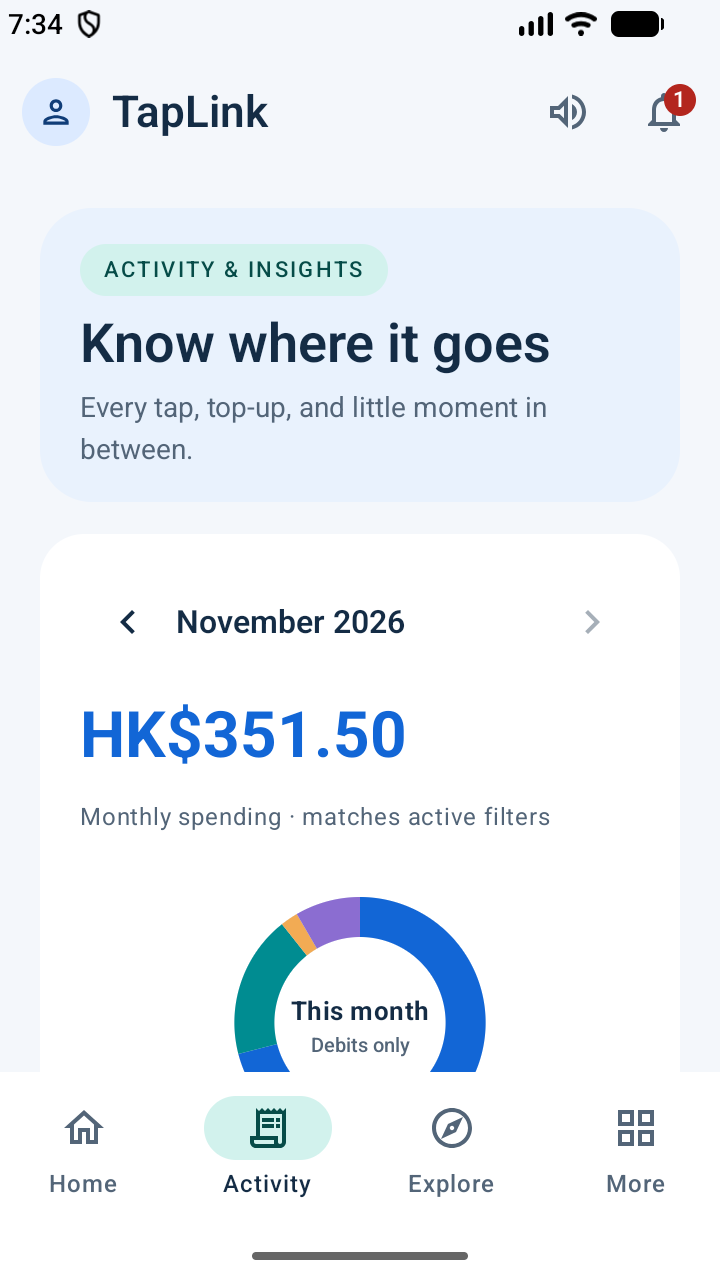 7:34
TapLink
1
ACTIVITY & INSIGHTS
Know where it goes
Every tap, top-up, and little moment in
between.
November 2026
HK$351.50
Monthly spending · matches active filters
This month
Debits only
Home
Activity
Explore
More